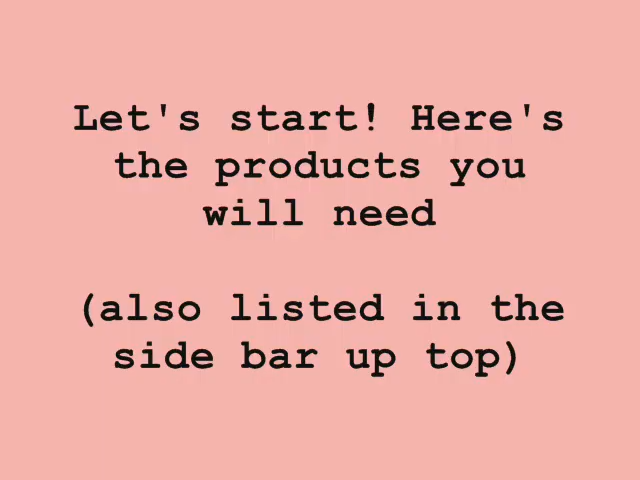 Let's start! Here's
the products you
will need
(also listed in the
side bar up top)